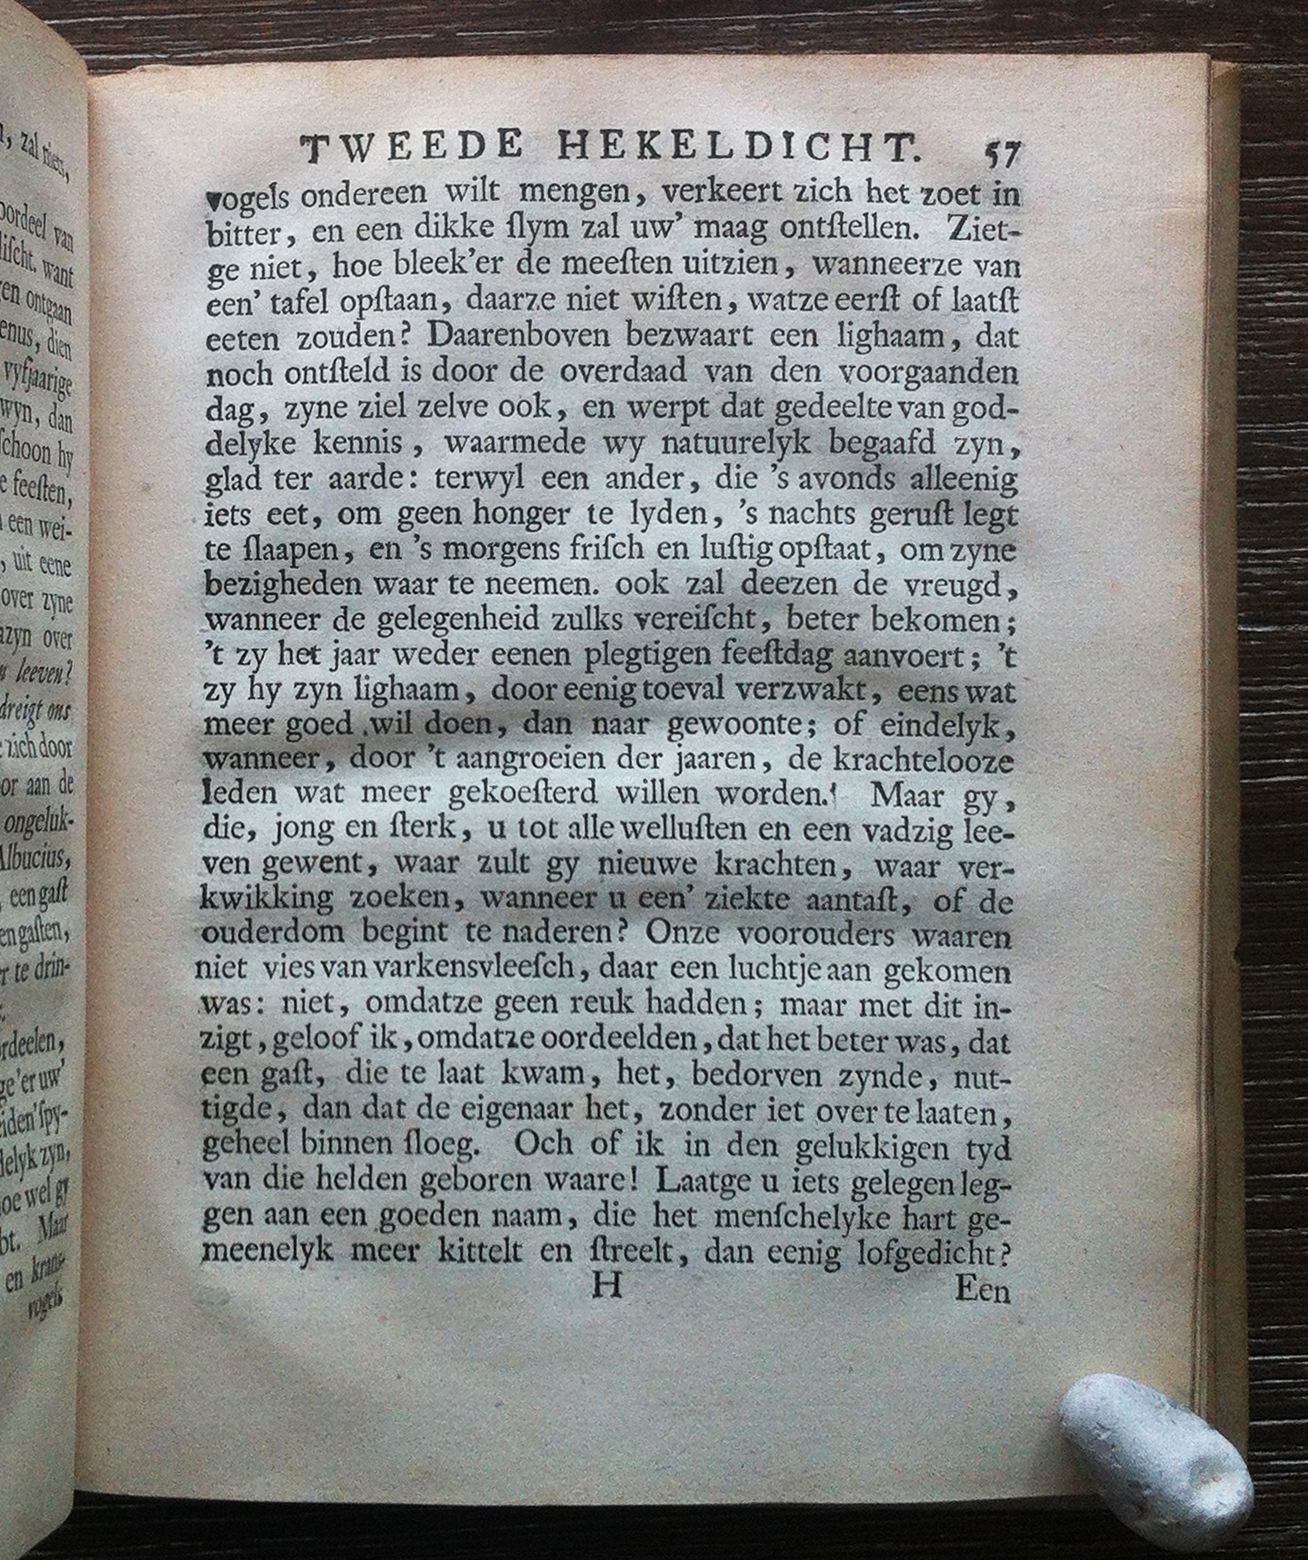 TWEEDE HEKELDICHT. 57
vogels ondereen wilt mengen, verkeert zich het zoet in
bitter, en een dikke ſlym zal uw' maag ontſtellen. Ziet-
ge niet, hoe bleek'er de meeſten uitzien, wanneerze van
een' tafel opſtaan, daarze niet wiſten, watze eerſt of laatſt
eeten zouden? Daarenboven bezwaart een lighaam, dat
noch ontſteld is door de overdaad van den voorgaanden
dag, zyne ziel zelve ook, en werpt dat gedeelte van god-
delyke kennis, waarmede wy natuurelyk begaafd zyn,
glad ter aarde: terwyl een ander, die 's avonds alleenig
iets eet, om geen honger te lyden, 's nachts geruſt legt
te ſlaapen, en 's morgens friſch en luſtig opſtaat, om zyne
bezigheden waar te neemen. ook zal deezen de vreugd,
wanneer de gelegenheid zulks vereiſcht, beter bekomen;
't zy het jaar weder eenen plegtigen feeſtdag aanvoert; 't
zy hy zyn lighaam, door eenig toeval verzwakt, eens wat
meer goed wil doen, dan naar gewoonte; of eindelyk,
wanneer, door 't aangroeien der jaaren, de krachtelooze
leden wat meer gekoeſterd willen worden. Maar gy,
die, jong en ſterk, u tot alle welluſten en een vadzig lee-
ven gewent, waar zult gy nieuwe krachten, waar ver-
kwikking zoeken, wanneer u een' ziekte aantaſt, of de
ouderdom begint te naderen? Onze voorouders waaren
niet vies van varkensvleeſch, daar een luchtje aan gekomen
was: niet, omdatze geen reuk hadden; maar met dit in-
zigt, geloof ik, omdatze oordeelden, dat het beter was, dat
een gaſt, die te laat kwam, het, bedorven zynde, nut-
tigde, dan dat de eigenaar het, zonder iet over te laaten,
geheel binnen ſloeg. Och of ik in den gelukkigen tyd
van die helden geboren waare! Laatge u iets gelegen leg-
gen aan een goeden naam, die het menſchelyke hart ge-
meenelyk meer kittelt en ſtreelt, dan eenig lofgedicht?
H Een